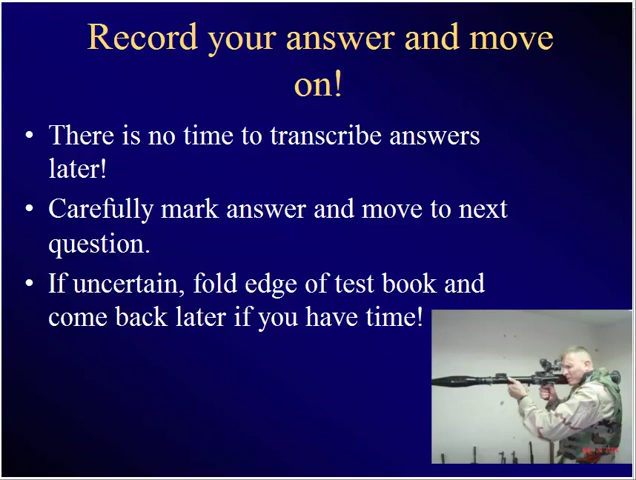 Record your answer and move
on!
• There is no time to transcribe answers
later!
• Carefully mark answer and move to next
question.
• If uncertain, fold edge of test book and
come back later if you have time!